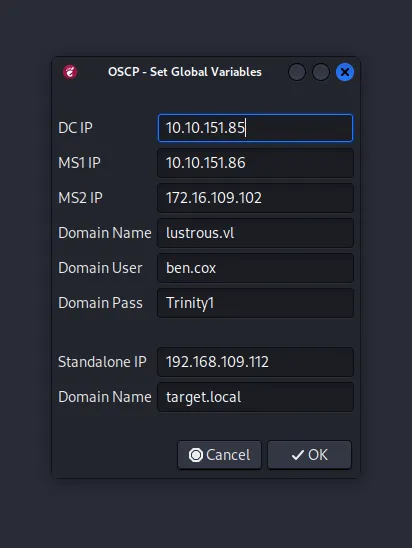 OSCP - Set Global Variables
DC IP 10.10.151.85
MS1 IP 10.10.151.86
MS2 IP 172.16.109.102
Domain Name lustrous.vl
Domain User ben.cox
Domain Pass Trinity1
Standalone IP 192.168.109.112
Domain Name target.local
Cancel OK